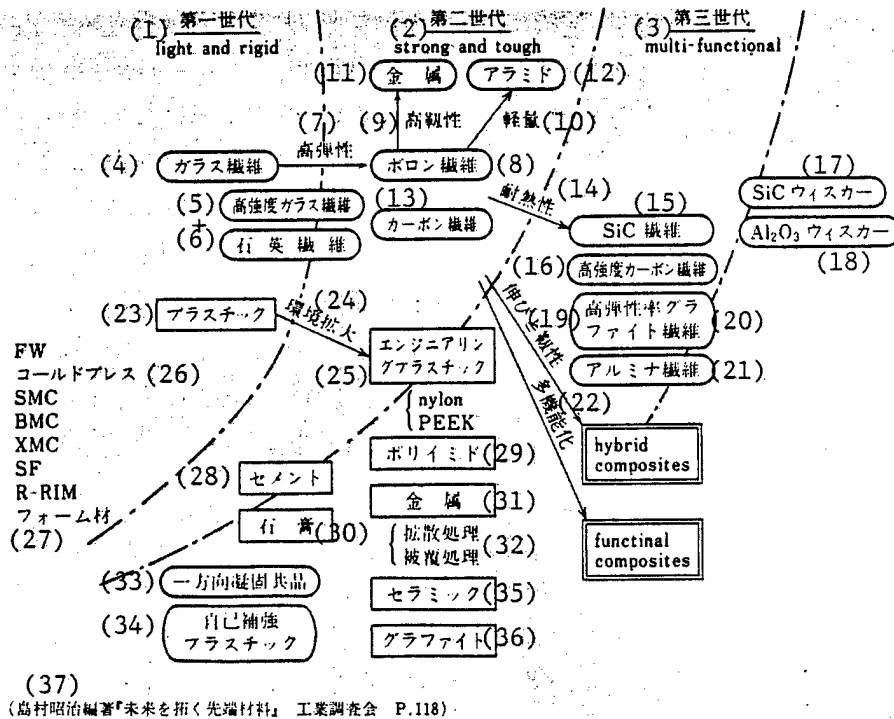 (1) 第一世代
light and rigid
(2) 第二世代
strong and tough
(3) 第三世代
multi-functional
(11) 金属
アラミド (12)
(7) 高弾性
(9) 高靱性
軽量 (10)
(4) ガラス繊維
ボロン繊維 (8)
(5) 高強度ガラス繊維
+
(6) 石英繊維
(13)
カーボン繊維
耐熱性 (14)
(15)
SiC 繊維
(16) 高強度カーボン繊維
(17)
SiC ウィスカー
Al₂O₃ ウィスカー
(18)
伸びき靱性 (19)
高弾性率グラ
ファイト繊維 (20)
アルミナ繊維 (21)
多機能化 (22)
(23) プラスチック
環境拡大 (24)
エンジニアリン
グプラスチック
(25)
nylon
PEEK
FW
コールドプレス (26)
SMC
BMC
XMC
SF
R-RIM
フォーム材
(27)
(28) セメント
ポリイミド (29)
石膏 (30)
金属 (31)
拡散処理
被覆処理 (32)
hybrid
composites
functinal
composites
(33) 一方向凝固共晶
(34) 自己補強
プラスチック
セラミック (35)
グラファイト (36)
(37)
(島村昭治編著『未来を拓く先端材料』 工業調査会 P.118)